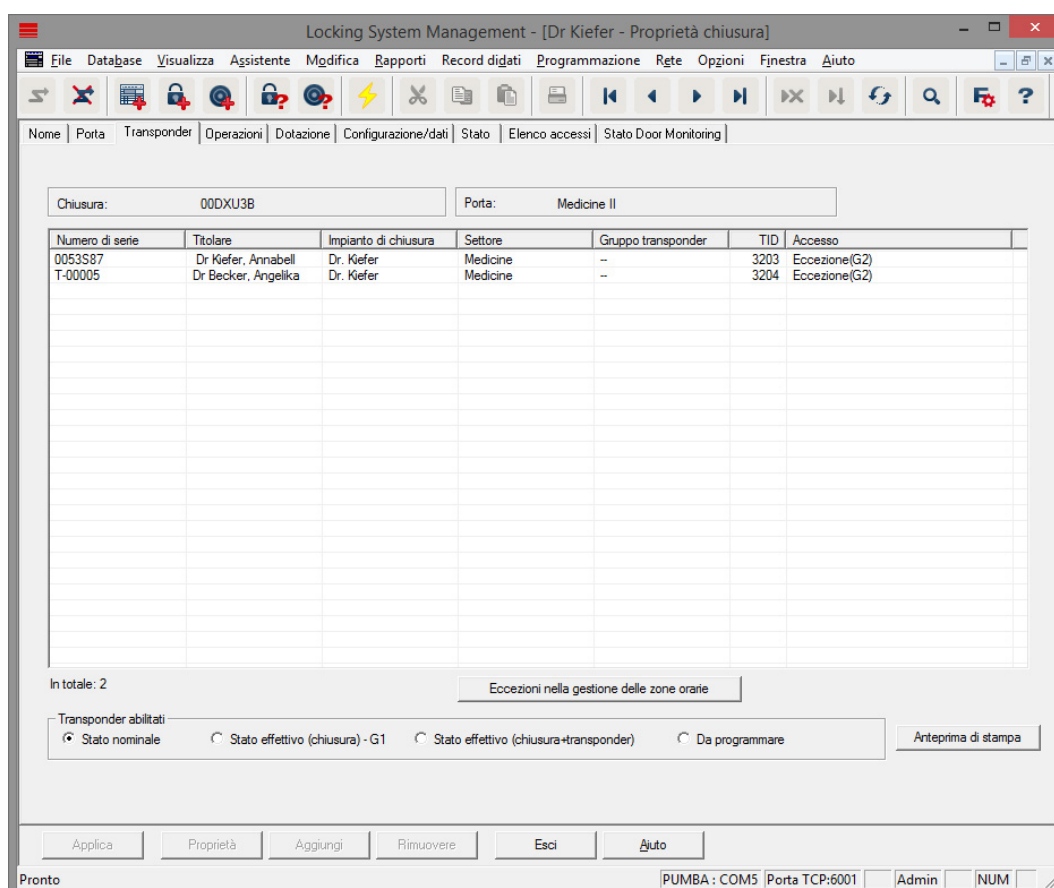 Locking System Management - [Dr Kiefer - Proprietà chiusura]
File Database Visualizza Assistente Modifica Rapporti Record di dati Programmazione Rete Opzioni Finestra Aiuto
Nome Porta Transponder Operazioni Dotazione Configurazione/dati Stato Elenco accessi Stato Door Monitoring
Chiusura: 00DXU3B Porta: Medicine II
Numero di serie Titolare Impianto di chiusura Settore Gruppo transponder TID Accesso
0053S87 Dr Kiefer, Annabell Dr. Kiefer Medicine -- 3203 Eccezione(G2)
T-00005 Dr Becker, Angelika Dr. Kiefer Medicine -- 3204 Eccezione(G2)
In totale: 2
Eccezioni nella gestione delle zone orarie
Transponder abilitati
Stato nominale Stato effettivo (chiusura) - G1 Stato effettivo (chiusura+transponder) Da programmare Anteprima di stampa
Applica Proprietà Aggiungi Rimuovere Esci Aiuto
Pronto PUMBA : COM5 Porta TCP:6001 Admin NUM